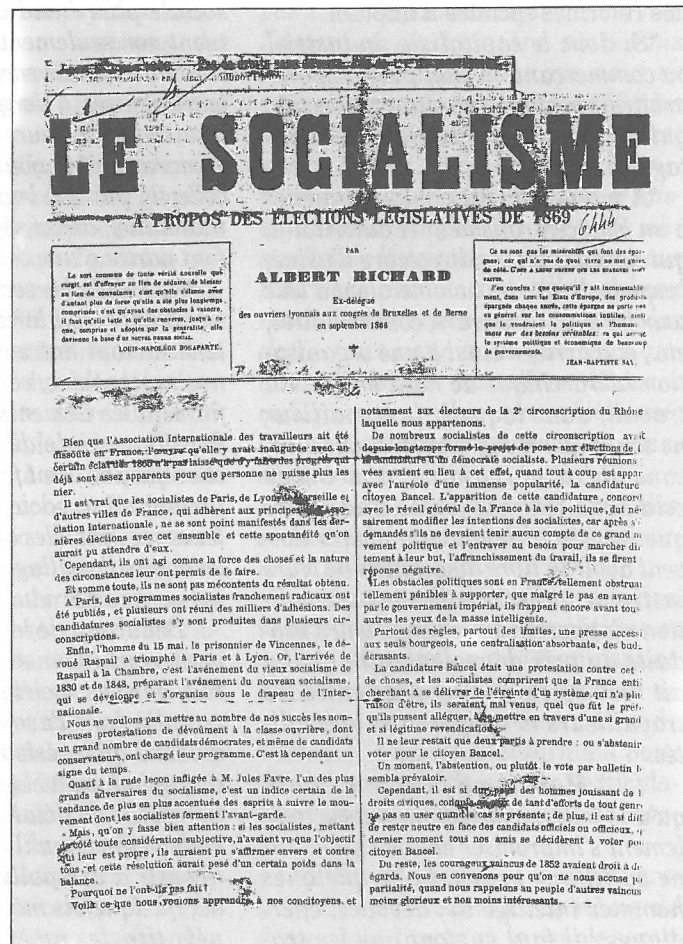 Pas de droits sans devoirs
LE SOCIALISME
A PROPOS DES ÉLECTIONS LÉGISLATIVES DE 1869
6444
PAR
ALBERT RICHARD
Ex-délégué
des ouvriers lyonnais aux congrès de Bruxelles et de Berne
en septembre 1868
Le sort commun de toute vérité nouvelle qui
surgit, est d'effrayer au lieu de séduire, de blesser
au lieu de convaincre; c'est qu'elle s'élance avec
d'autant plus de force qu'elle a été plus longtemps
comprimée; c'est qu'ayant des obstacles à vaincre,
il faut qu'elle lutte et qu'elle renverse, jusqu'à ce
que, comprise et adoptée par la généralité, elle
devienne la base d'un nouvel ordre social.
LOUIS-NAPOLÉON BONAPARTE.
Ce ne sont pas les misérables qui font des épar-
gnes, car qui n'a pas de quoi vivre ne met guère
de côté. C'est à leurs dépens que les épargnes sont
faites.
J'en conclus : que quoiqu'il y ait incontestable-
ment, dans tous les États d'Europe, des produits
épargnés chaque année, cette épargne ne porte pas
en général sur les consommations inutiles, ainsi
que le voudraient la politique et l'humani
mais sur des besoins véritables: ce qui accuse
le système politique et économique de beaucoup
de gouvernements.
JEAN-BAPTISTE SAY.
Bien que l'Association Internationale des travailleurs ait été
dissoute en France, l'œuvre qu'elle y avait inaugurée avec un
certain éclat dès 1865 n'a pas laissé que d'y faire des progrès qui
déjà sont assez apparents pour que personne ne puisse plus les
nier.
Il est vrai que les socialistes de Paris, de Lyon, de Marseille et
d'autres villes de France, qui adhèrent aux principes de l'Asso-
ciation Internationale, ne se sont point manifestés dans les der-
nières élections avec cet ensemble et cette spontanéité qu'on
aurait pu attendre d'eux.
Cependant, ils ont agi comme la force des choses et la nature
des circonstances leur ont permis de le faire.
Et somme toute, ils ne sont pas mécontents du résultat obtenu.
A Paris, des programmes socialistes franchement radicaux ont
été publiés, et plusieurs ont réuni des milliers d'adhésions. Des
candidatures socialistes s'y sont produites dans plusieurs cir-
conscriptions.
Enfin, l'homme du 15 mai, le prisonnier de Vincennes, le dé-
voué Raspail a triomphé à Paris et à Lyon. Or, l'arrivée de
Raspail à la Chambre, c'est l'avénement du vieux socialisme de
1830 et de 1848, préparant l'avénement du nouveau socialisme,
qui se développe et s'organise sous le drapeau de l'Inter-
nationale.
Nous ne voulons pas mettre au nombre de nos succès les nom-
breuses protestations de dévoûment à la classe ouvrière, dont
un grand nombre de candidats démocrates, et même de candidats
conservateurs, ont chargé leur programme. C'est là cependant un
signe du temps.
Quant à la rude leçon infligée à M. Jules Favre, l'un des plus
grands adversaires du socialisme, c'est un indice certain de la
tendance de plus en plus accentuée des esprits à suivre le mou-
vement dont les socialistes forment l'avant-garde.
Mais, qu'on y fasse bien attention: si les socialistes, mettant
de côté toute considération subjective, n'avaient vu que l'objectif
qui leur est propre, ils auraient pu s'affirmer envers et contre
tous, et cette résolution aurait pesé d'un certain poids dans la
balance.
Pourquoi ne l'ont-ils pas fait?
Voilà ce que nous voulons apprendre à nos concitoyens, et
notamment aux électeurs de la 2e circonscription du Rhône
laquelle nous appartenons.
De nombreux socialistes de cette circonscription avait
depuis longtemps formé le projet de poser aux élections de l
la candidature d'un démocrate socialiste. Plusieurs réunions
vées avaient eu lieu à cet effet, quand tout à coup est appar
avec l'auréole d'une immense popularité, la candidature
citoyen Bancel. L'apparition de cette candidature, concord
avec le réveil général de la France à la vie politique, dut né
sairement modifier les intentions des socialistes, car après s'
demandés s'ils ne devaient tenir aucun compte de ce grand m
vement politique et l'entraver au besoin pour marcher di
tement à leur but, l'affranchissement du travail, ils se firent
réponse négative.
Les obstacles politiques sont en France tellement obstrua
tellement pénibles à supporter, que malgré le pas en avant
par le gouvernement impérial, ils frappent encore avant tous
autres les yeux de la masse intelligente.
Partout des règles, partout des limites, une presse accessi
aux seuls bourgeois, une centralisation absorbante, des bud
écrasants.
La candidature Bancel était une protestation contre cet
de choses, et les socialistes comprirent que la France enti
cherchant à se délivrer de l'étreinte d'un système qui n'a plu
raison d'être, ils seraient mal venus, quel que fût le préte
qu'ils pussent alléguer, à se mettre en travers d'une si grand
et si légitime revendication.
Il ne leur restait que deux partis à prendre : ou s'abstenir
voter pour le citoyen Bancel.
Un moment, l'abstention, ou plutôt le vote par bulletin b
sembla prévaloir.
Cependant, il est si dur pour des hommes jouissant de l
droits civiques, conquis au prix de tant d'efforts de tout genr
ne pas en user quand le cas se présente; de plus, il est si diff
de rester neutre en face des candidats officiels ou officieux,
dernier moment tous nos amis se décidèrent à voter pou
citoyen Bancel.
Du reste, les courageux vaincus de 1852 avaient droit à d
égards. Nous en convenons pour qu'on ne nous accuse pa
partialité, quand nous rappelons au peuple d'autres vaincus
moins glorieux et non moins intéressants.